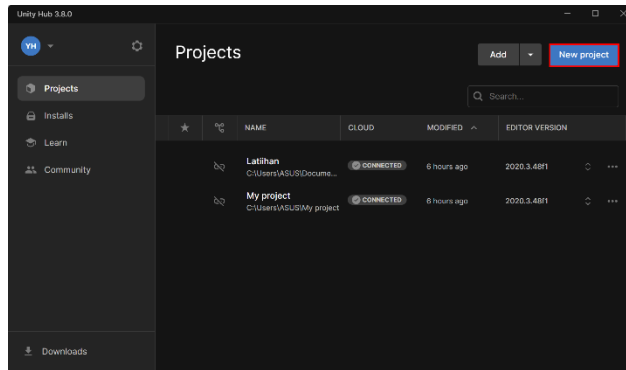 Unity Hub 3.8.0
YH
Projects
Installs
Learn
Community
Downloads
Projects
Add
New project
Search...
NAME CLOUD MODIFIED EDITOR VERSION
Latiihan
C:\Users\ASUS\Docume...
CONNECTED 6 hours ago 2020.3.48f1
My project
C:\Users\ASUS\My project
CONNECTED 6 hours ago 2020.3.48f1